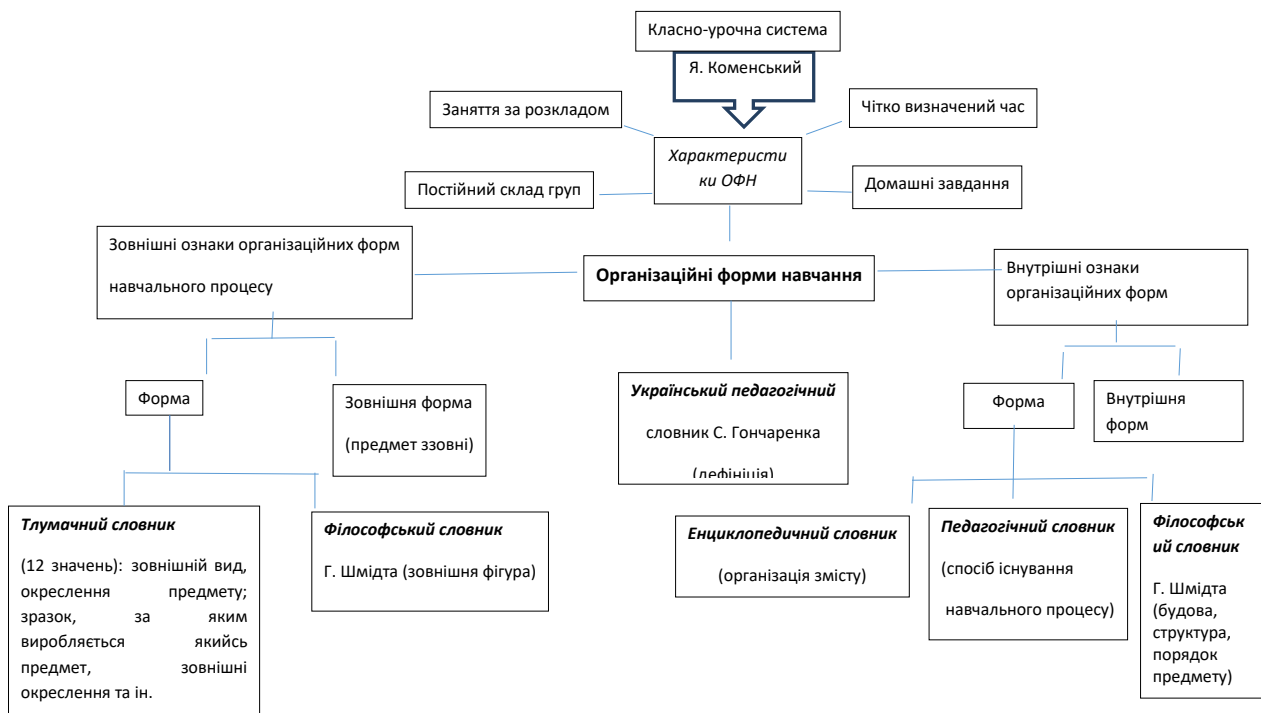 Класно-урочна система
Я. Коменський
Заняття за розкладом
Чітко визначений час
Характеристи
ки ОФН
Постійний склад груп
Домашні завдання
Зовнішні ознаки організаційних форм
навчального процесу
Організаційні форми навчання
Внутрішні ознаки
організаційних форм
Форма
Зовнішня форма
(предмет ззовні)
Український педагогічний
словник С. Гончаренка
(дефініція)
Форма
Внутрішня
форм
Тлумачний словник
(12 значень): зовнішній вид,
окреслення предмету;
зразок, за яким
виробляється якийсь
предмет, зовнішні
окреслення та ін.
Філософський словник
Г. Шмідта (зовнішня фігура)
Енциклопедичний словник
(організація змісту)
Педагогічний словник
(спосіб існування
навчального процесу)
Філософськ
ий словник
Г. Шмідта
(будова,
структура,
порядок
предмету)